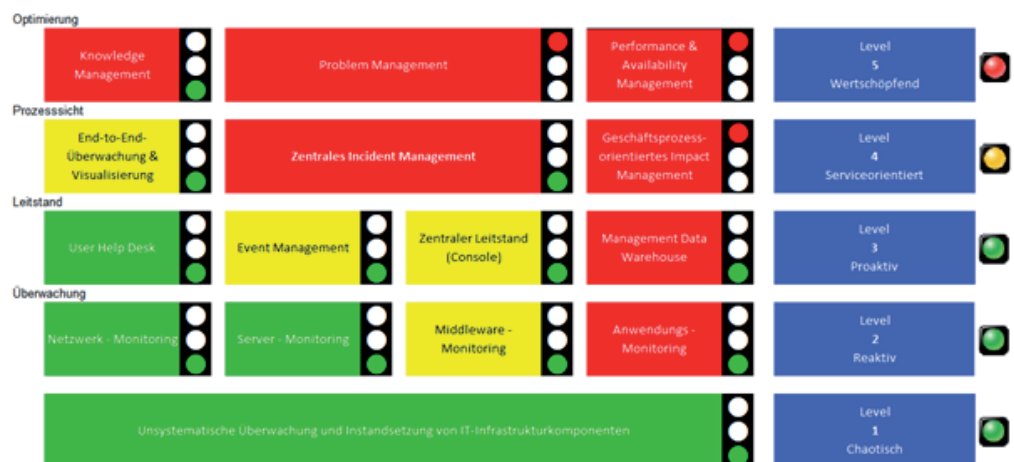 Optimierung
Knowledge
Management
Problem Management
Performance &
Availability
Management
Level
5
Wertschöpfend
Prozesssicht
End-to-End-
Überwachung &
Visualisierung
Zentrales Incident Management
Geschäftsprozess-
orientiertes Impact
Management
Level
4
Serviceorientiert
Leitstand
User Help Desk
Event Management
Zentraler Leitstand
(Console)
Management Data
Warehouse
Level
3
Proaktiv
Überwachung
Netzwerk - Monitoring
Server - Monitoring
Middleware -
Monitoring
Anwendungs -
Monitoring
Level
2
Reaktiv
Unsystematische Überwachung und Instandsetzung von IT-Infrastrukturkomponenten
Level
1
Chaotisch